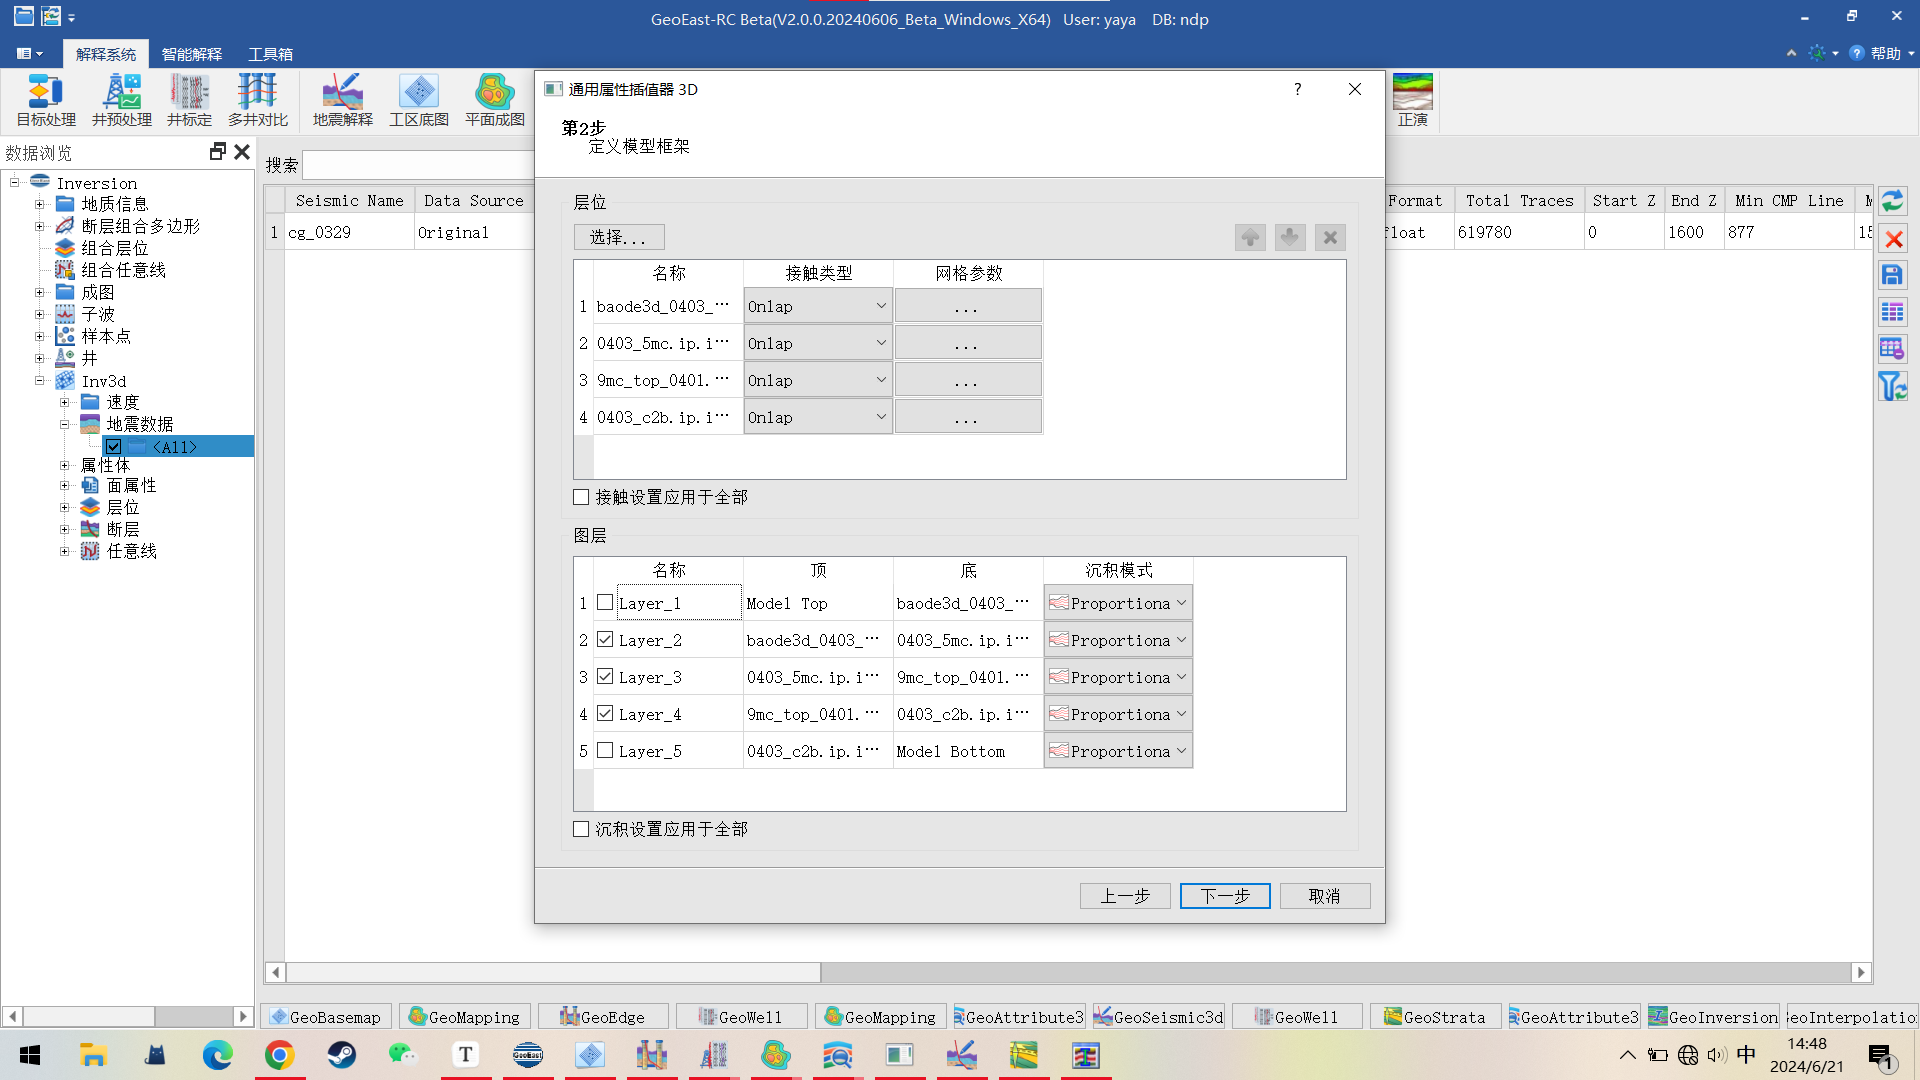 GeoEast-RC Beta(V2.0.0.20240606_Beta_Windows_X64)   User: yaya   DB: ndp
解释系统 智能解释 工具箱
帮助
目标处理 井预处理 井标定 多井对比 地震解释 工区底图 平面成图 正演
数据浏览
Inversion
地质信息
断层组合多边形
组合层位
组合任意线
成图
子波
样本点
井
Inv3d
速度
地震数据
<All>
属性体
面属性
层位
断层
任意线
搜索
Seismic Name Data Source Format Total Traces Start Z End Z Min CMP Line
1 cg_0329 Original float 619780 0 1600 877
通用属性插值器 3D
?
第2步
定义模型框架
层位
选择...
名称 接触类型 网格参数
1 baode3d_0403_… Onlap ...
2 0403_5mc.ip.i… Onlap ...
3 9mc_top_0401.… Onlap ...
4 0403_c2b.ip.i… Onlap ...
接触设置应用于全部
图层
名称 顶 底 沉积模式
1 Layer_1 Model Top baode3d_0403_… Proportiona
2 Layer_2 baode3d_0403_… 0403_5mc.ip.i… Proportiona
3 Layer_3 0403_5mc.ip.i… 9mc_top_0401.… Proportiona
4 Layer_4 9mc_top_0401.… 0403_c2b.ip.i… Proportiona
5 Layer_5 0403_c2b.ip.i… Model Bottom Proportiona
沉积设置应用于全部
上一步 下一步 取消
GeoBasemap GeoMapping GeoEdge GeoWell GeoMapping GeoAttribute3 GeoSeismic3d GeoWell GeoStrata GeoAttribute3 GeoInversion eoInterpolatio
T
GeoEast
中
14:48
2024/6/21
1